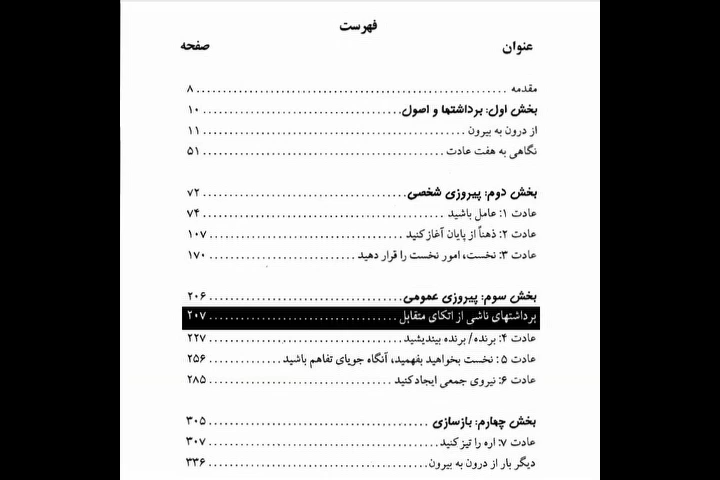 فهرست
عنوان صفحه
مقدمه ........ ۸
بخش اول: برداشتها و اصول ........ ۱۰
از درون به بیرون ........ ۱۱
نگاهی به هفت عادت ........ ۵۱
بخش دوم: پیروزی شخصی ........ ۷۲
عادت ۱: عامل باشید ........ ۷۴
عادت ۲: ذهناً از پایان آغاز کنید ........ ۱۰۷
عادت ۳: نخست، امور نخست را قرار دهید ........ ۱۷۰
بخش سوم: پیروزی عمومی ........ ۲۰۶
برداشتهای ناشی از اتکای متقابل ........ ۲۰۷
عادت ۴: برنده/ برنده بیندیشید ........ ۲۲۷
عادت ۵: نخست بخواهید بفهمید، آنگاه جویای تفاهم باشید ........ ۲۵۶
عادت ۶: نیروی جمعی ایجاد کنید ........ ۲۸۵
بخش چهارم: بازسازی ........ ۳۰۵
عادت ۷: اره را تیز کنید ........ ۳۰۷
دیگر بار از درون به بیرون ........ ۳۳۶